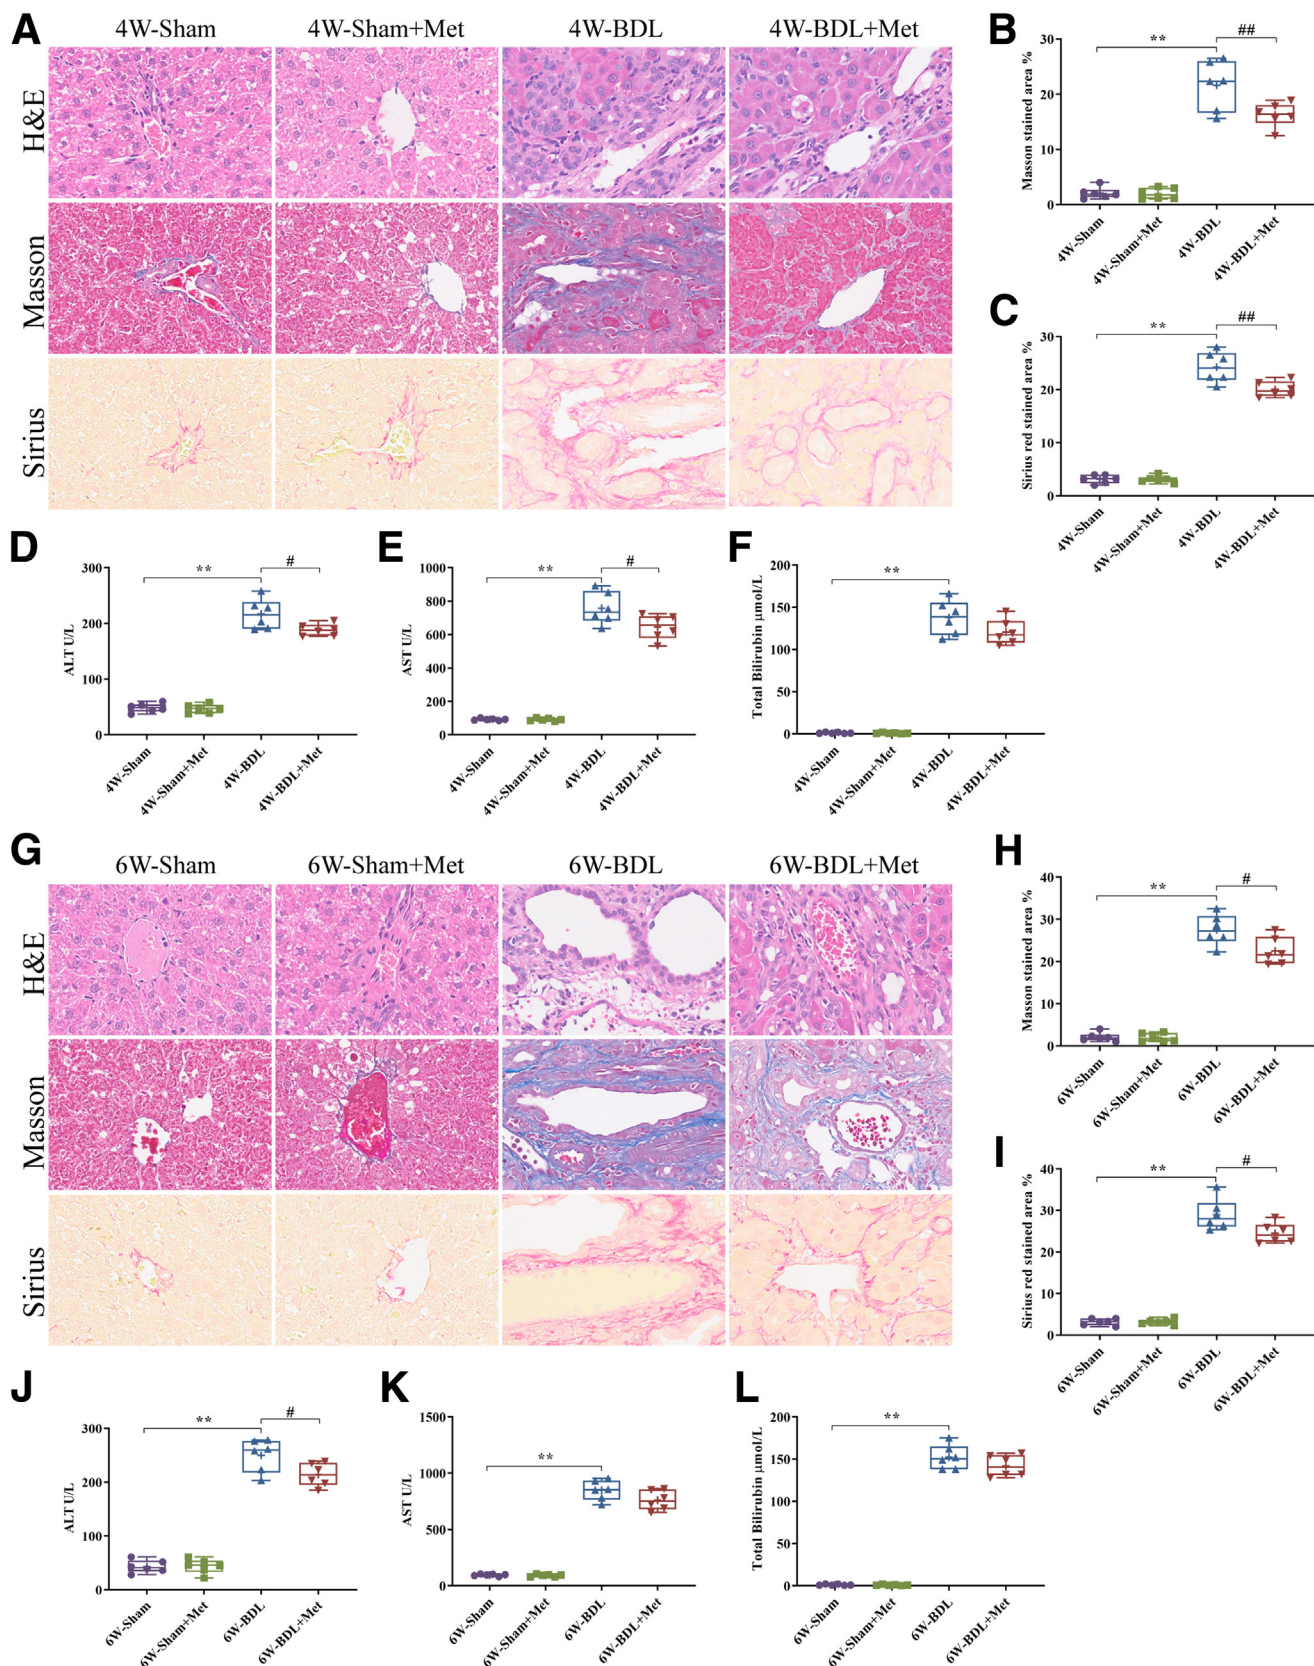 A
4W-Sham 4W-Sham+Met 4W-BDL 4W-BDL+Met
H&E
Masson
Sirius
B
Masson stained area %
30
20
10
0
** ##
4W-Sham 4W-Sham+Met 4W-BDL 4W-BDL+Met
C
Sirius red stained area %
30
20
10
0
** ##
4W-Sham 4W-Sham+Met 4W-BDL 4W-BDL+Met
D
ALT U/L
300
200
100
0
** #
4W-Sham 4W-Sham+Met 4W-BDL 4W-BDL+Met
E
AST U/L
1000
800
600
400
200
0
** #
4W-Sham 4W-Sham+Met 4W-BDL 4W-BDL+Met
F
Total Bilirubin μmol/L
200
150
100
50
0
**
4W-Sham 4W-Sham+Met 4W-BDL 4W-BDL+Met
G
6W-Sham 6W-Sham+Met 6W-BDL 6W-BDL+Met
H&E
Masson
Sirius
H
Masson stained area %
40
30
20
10
0
** #
6W-Sham 6W-Sham+Met 6W-BDL 6W-BDL+Met
I
Sirius red stained area %
40
30
20
10
0
** #
6W-Sham 6W-Sham+Met 6W-BDL 6W-BDL+Met
J
ALT U/L
300
200
100
0
** #
6W-Sham 6W-Sham+Met 6W-BDL 6W-BDL+Met
K
AST U/L
1500
1000
500
0
**
6W-Sham 6W-Sham+Met 6W-BDL 6W-BDL+Met
L
Total Bilirubin μmol/L
200
150
100
50
0
**
6W-Sham 6W-Sham+Met 6W-BDL 6W-BDL+Met